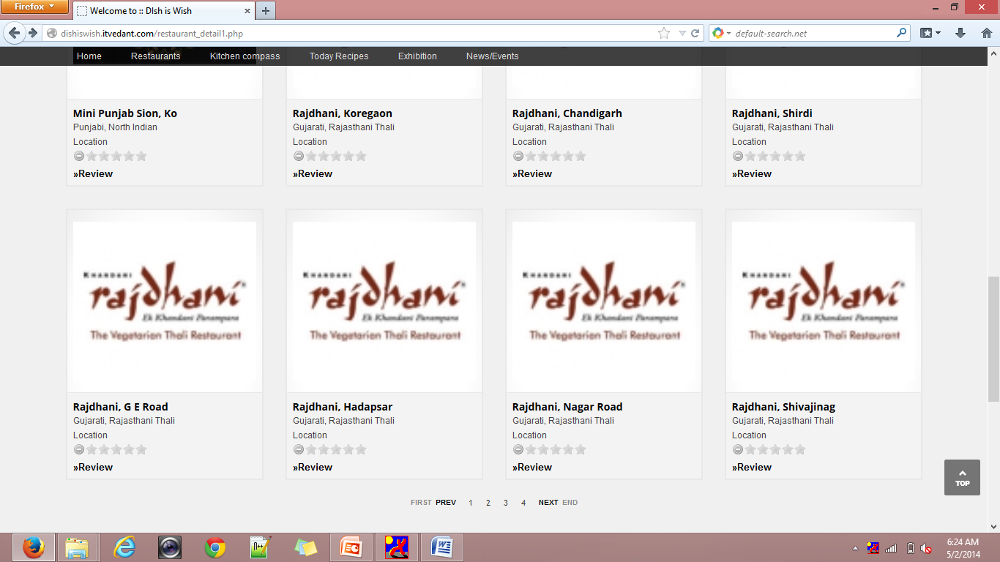 Firefox
Welcome to :: DIsh is Wish
dishiswish.itvedant.com/restaurant_detail1.php
default-search.net
Home Restaurants Kitchen compass Today Recipes Exhibition News/Events
Mini Punjab Sion, Ko Rajdhani, Koregaon Rajdhani, Chandigarh Rajdhani, Shirdi
Punjabi, North Indian Gujarati, Rajasthani Thali Gujarati, Rajasthani Thali Gujarati, Rajasthani Thali
Location Location Location Location
»Review »Review »Review »Review
KHANDANI KHANDANI KHANDANI KHANDANI
rajdhani rajdhani rajdhani rajdhani
Ek Khandani Parampara Ek Khandani Parampara Ek Khandani Parampara Ek Khandani Parampara
The Vegetarian Thali Restaurant The Vegetarian Thali Restaurant The Vegetarian Thali Restaurant The Vegetarian Thali Restaurant
Rajdhani, G E Road Rajdhani, Hadapsar Rajdhani, Nagar Road Rajdhani, Shivajinag
Gujarati, Rajasthani Thali Gujarati, Rajasthani Thali Gujarati, Rajasthani Thali Gujarati, Rajasthani Thali
Location Location Location Location
»Review »Review »Review »Review
TOP
FIRST PREV 1 2 3 4 NEXT END
6:24 AM
5/2/2014